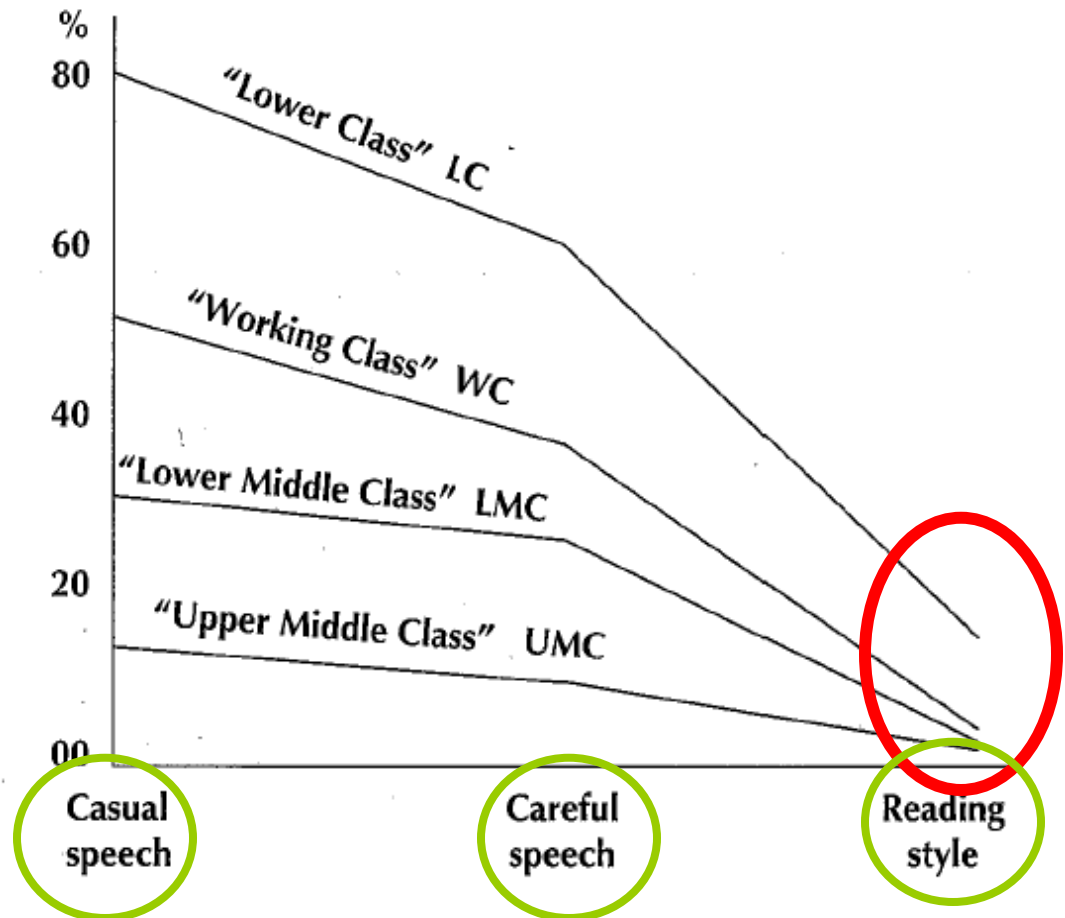 %
80
"Lower Class" LC
60
"Working Class" WC
40
"Lower Middle Class" LMC
20
"Upper Middle Class" UMC
00
Casual speech
Careful speech
Reading style